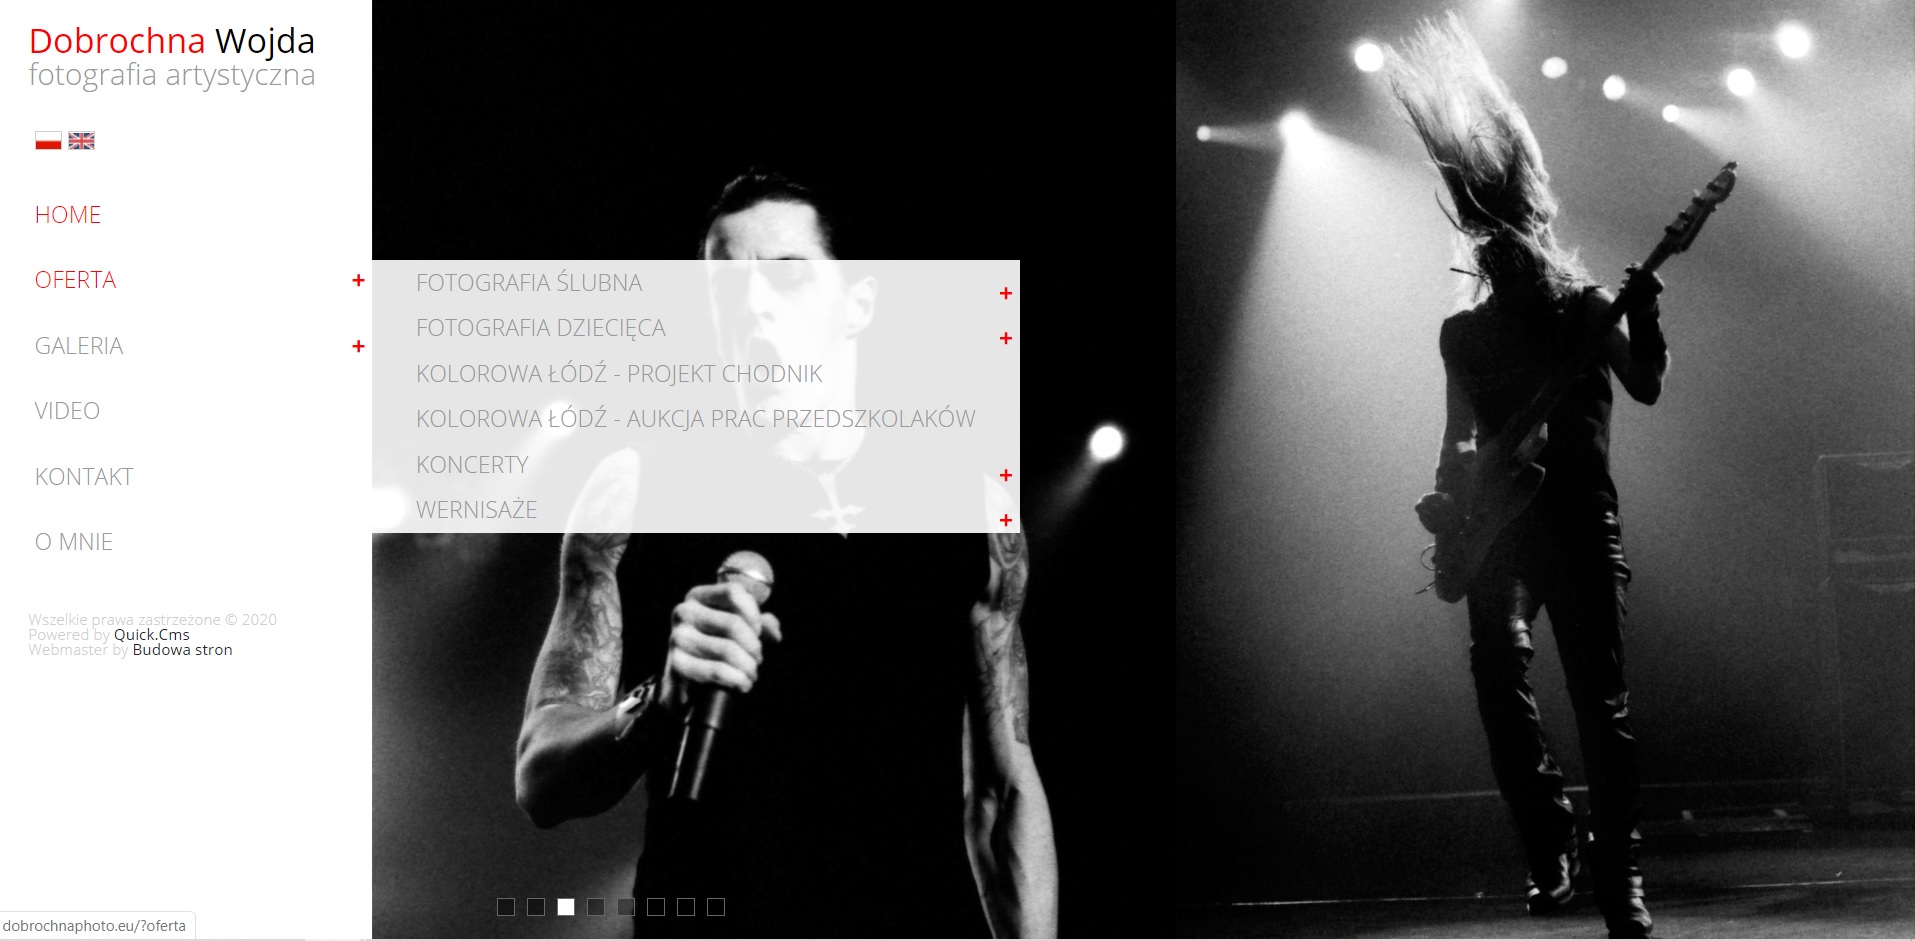 Dobrochna Wojda
fotografia artystyczna
HOME
OFERTA +
FOTOGRAFIA ŚLUBNA +
FOTOGRAFIA DZIECIĘCA +
KOLOROWA ŁÓDŹ - PROJEKT CHODNIK
KOLOROWA ŁÓDŹ - AUKCJA PRAC PRZEDSZKOLAKÓW
KONCERTY +
WERNISAŻE +
GALERIA +
VIDEO
KONTAKT
O MNIE
Wszelkie prawa zastrzeżone © 2020
Powered by Quick.Cms
Webmaster by Budowa stron
dobrochnaphoto.eu/?oferta